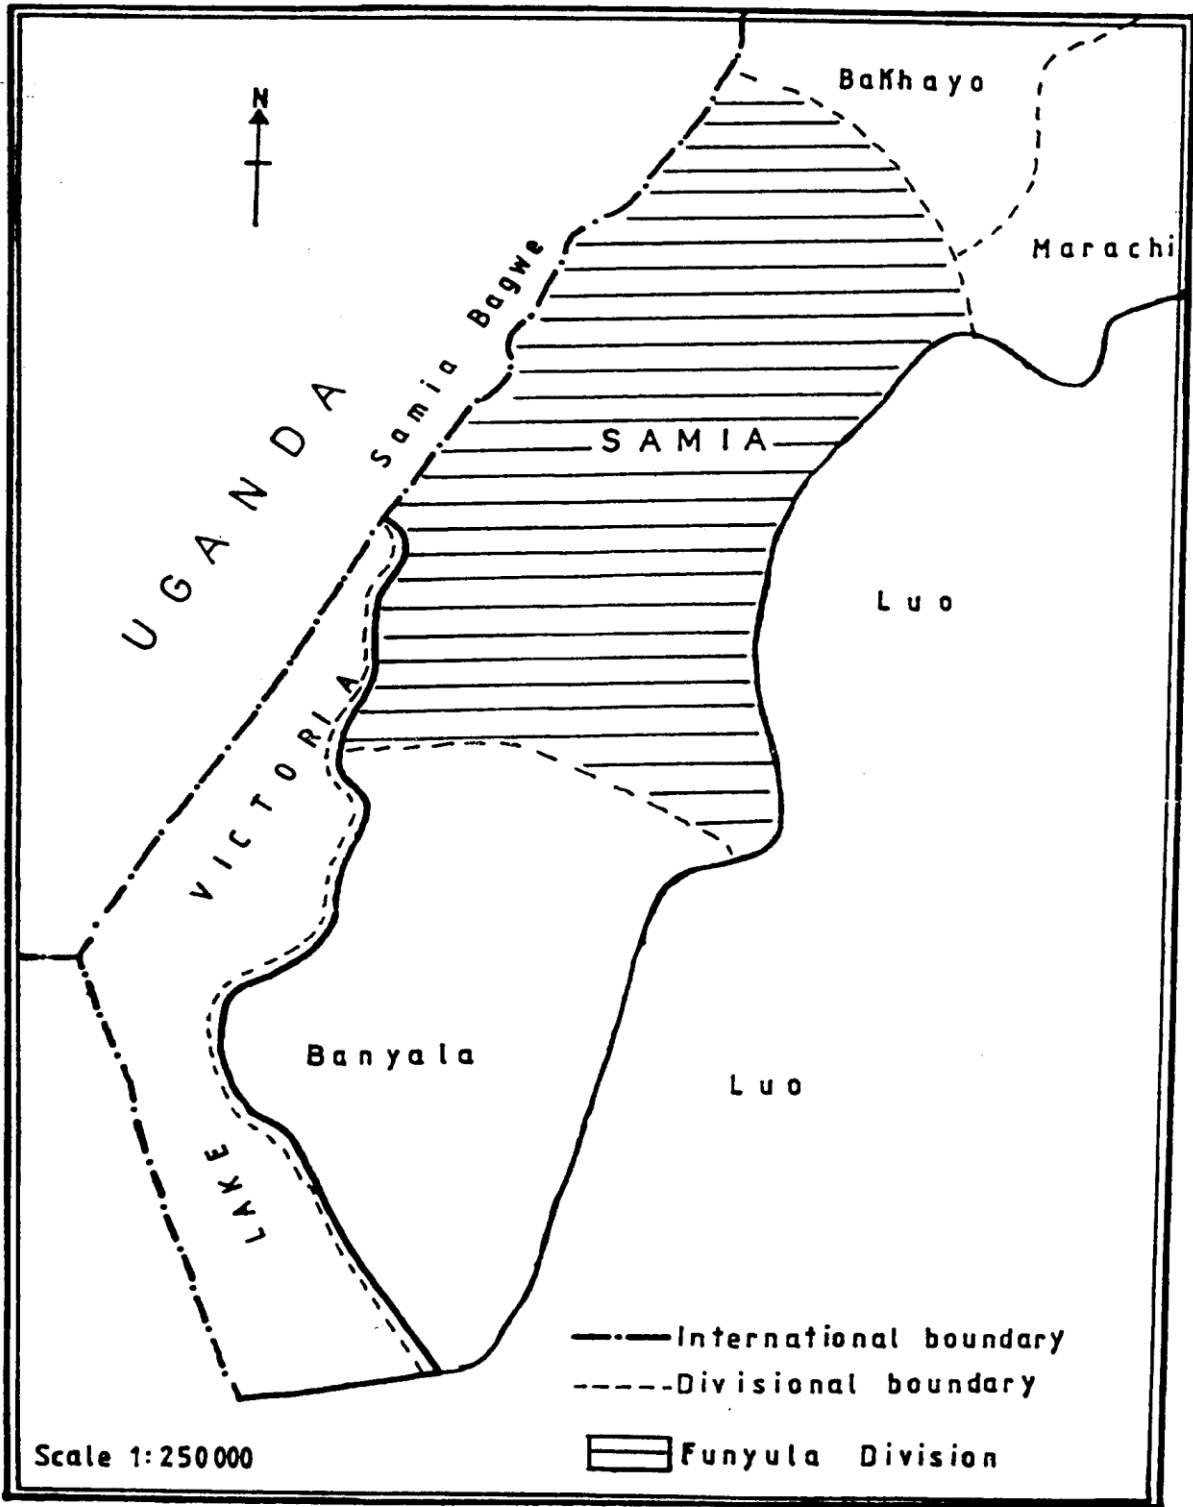 N
BaKhayo
Marachi
Samia Bagwe
UGANDA
SAMIA
Luo
LAKE VICTORIA
Banyala
Luo
International boundary
Divisional boundary
Scale 1:250000
Funyula Division